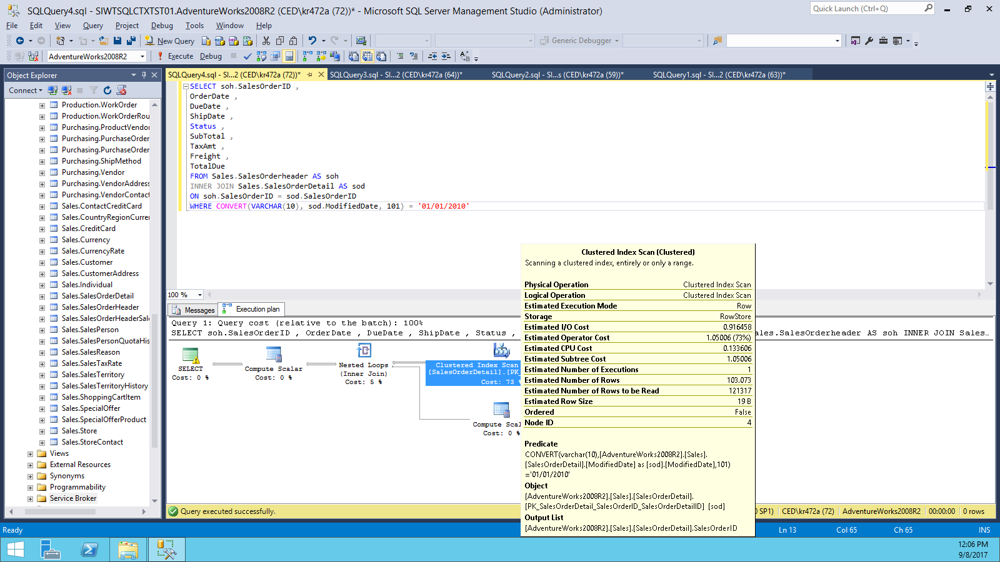 SQLQuery4.sql - SIWTSQLCTXTST01.AdventureWorks2008R2 (CED\kr472a (72))* - Microsoft SQL Server Management Studio (Administrator)
Quick Launch (Ctrl+Q)
File Edit View Query Project Debug Tools Window Help
New Query
Generic Debugger
AdventureWorks2008R2
Execute Debug
Object Explorer
Connect
Production.WorkOrder
Production.WorkOrderRou
Purchasing.ProductVendor
Purchasing.PurchaseOrder
Purchasing.PurchaseOrder
Purchasing.ShipMethod
Purchasing.Vendor
Purchasing.VendorAddress
Purchasing.VendorContact
Sales.ContactCreditCard
Sales.CountryRegionCurrer
Sales.CreditCard
Sales.Currency
Sales.CurrencyRate
Sales.Customer
Sales.CustomerAddress
Sales.Individual
Sales.SalesOrderDetail
Sales.SalesOrderHeader
Sales.SalesOrderHeaderSale
Sales.SalesPerson
Sales.SalesPersonQuotaHis
Sales.SalesReason
Sales.SalesTaxRate
Sales.SalesTerritory
Sales.SalesTerritoryHistory
Sales.ShoppingCartItem
Sales.SpecialOffer
Sales.SpecialOfferProduct
Sales.Store
Sales.StoreContact
Views
External Resources
Synonyms
Programmability
Service Broker
SQLQuery4.sql - SI...2 (CED\kr472a (72))* SQLQuery3.sql - SI...2 (CED\kr472a (64))* SQLQuery2.sql - SI...s (CED\kr472a (59))* SQLQuery1.sql - SI...2 (CED\kr472a (63))*
SELECT soh.SalesOrderID ,
OrderDate ,
DueDate ,
ShipDate ,
Status ,
SubTotal ,
TaxAmt ,
Freight ,
TotalDue
FROM Sales.SalesOrderheader AS soh
INNER JOIN Sales.SalesOrderDetail AS sod
ON soh.SalesOrderID = sod.SalesOrderID
WHERE CONVERT(VARCHAR(10), sod.ModifiedDate, 101) = '01/01/2010'
100 %
Messages Execution plan
Query 1: Query cost (relative to the batch): 100%
SELECT soh.SalesOrderID , OrderDate , DueDate , ShipDate , Status , ales.SalesOrderheader AS soh INNER JOIN Sales...
SELECT
Cost: 0 %
Compute Scalar
Cost: 0 %
Nested Loops
(Inner Join)
Cost: 5 %
Clustered Index Scan
[SalesOrderDetail].[PK_
Cost: 73 %
Compute Scal
Cost: 0 %
Clustered Index Scan (Clustered)
Scanning a clustered index, entirely or only a range.
Physical Operation Clustered Index Scan
Logical Operation Clustered Index Scan
Estimated Execution Mode Row
Storage RowStore
Estimated I/O Cost 0.916458
Estimated Operator Cost 1.05006 (73%)
Estimated CPU Cost 0.133606
Estimated Subtree Cost 1.05006
Estimated Number of Executions 1
Estimated Number of Rows 103.073
Estimated Number of Rows to be Read 121317
Estimated Row Size 19 B
Ordered False
Node ID 4
Predicate
CONVERT(varchar(10),[AdventureWorks2008R2].[Sales].
[SalesOrderDetail].[ModifiedDate] as [sod].[ModifiedDate],101)
='01/01/2010'
Object
[AdventureWorks2008R2].[Sales].[SalesOrderDetail].
[PK_SalesOrderDetail_SalesOrderID_SalesOrderDetailID] [sod]
Output List
[AdventureWorks2008R2].[Sales].[SalesOrderDetail].SalesOrderID
Query executed successfully.
0 SP1) CED\kr472a (72) AdventureWorks2008R2 00:00:00 0 rows
Ready Ln 13 Col 65 Ch 65 INS
12:06 PM
9/8/2017